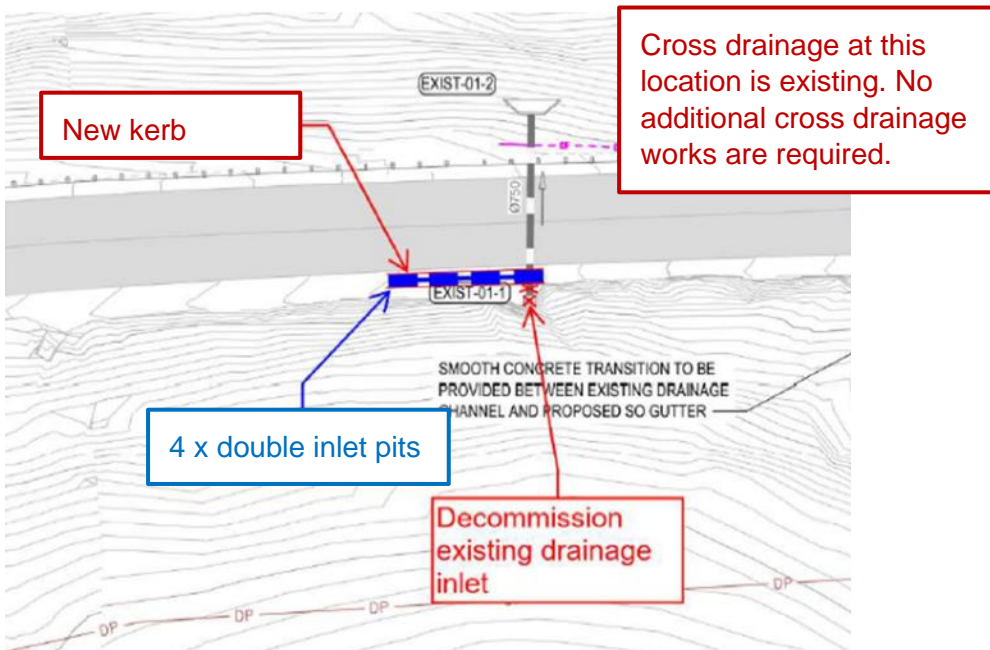 Cross drainage at this
location is existing. No
additional cross drainage
works are required.
EXIST-01-2
New kerb
Ø750
EXIST-01-1
SMOOTH CONCRETE TRANSITION TO BE
PROVIDED BETWEEN EXISTING DRAINAGE
CHANNEL AND PROPOSED SO GUTTER
4 x double inlet pits
Decommission
existing drainage
inlet
DP
DP
DP
DP
DP